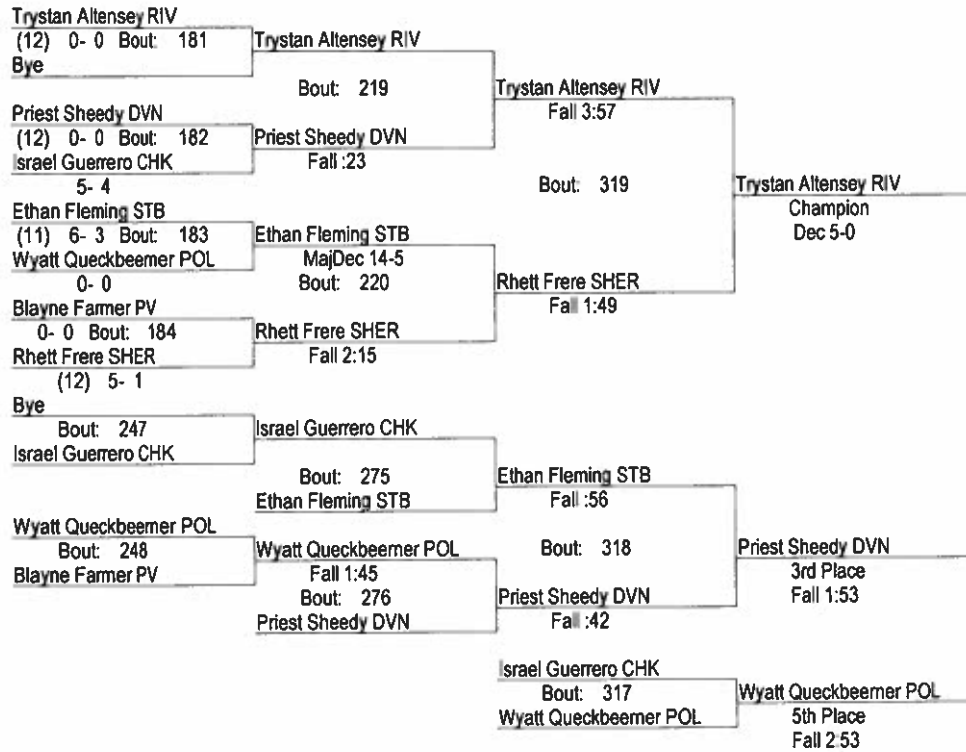 Trystan Altensey RIV
(12) 0- 0 Bout: 181
Bye
Trystan Altensey RIV
Bout: 219
Priest Sheedy DVN
(12) 0- 0 Bout: 182
Israel Guerrero CHK
5- 4
Priest Sheedy DVN
Fall :23
Trystan Altensey RIV
Fall 3:57
Bout: 319
Ethan Fleming STB
(11) 6- 3 Bout: 183
Wyatt Queckbeemer POL
0- 0
Ethan Fleming STB
MajDec 14-5
Bout: 220
Blayne Farmer PV
0- 0 Bout: 184
Rhett Frere SHER
(12) 5- 1
Rhett Frere SHER
Fall 2:15
Rhett Frere SHER
Fall 1:49
Trystan Altensey RIV
Champion
Dec 5-0
Bye
Bout: 247
Israel Guerrero CHK
Israel Guerrero CHK
Bout: 275
Ethan Fleming STB
Ethan Fleming STB
Fall :56
Bout: 318
Wyatt Queckbeemer POL
Bout: 248
Blayne Farmer PV
Wyatt Queckbeemer POL
Fall 1:45
Bout: 276
Priest Sheedy DVN
Priest Sheedy DVN
Fall :42
Priest Sheedy DVN
3rd Place
Fall 1:53
Israel Guerrero CHK
Bout: 317
Wyatt Queckbeemer POL
Wyatt Queckbeemer POL
5th Place
Fall 2:53